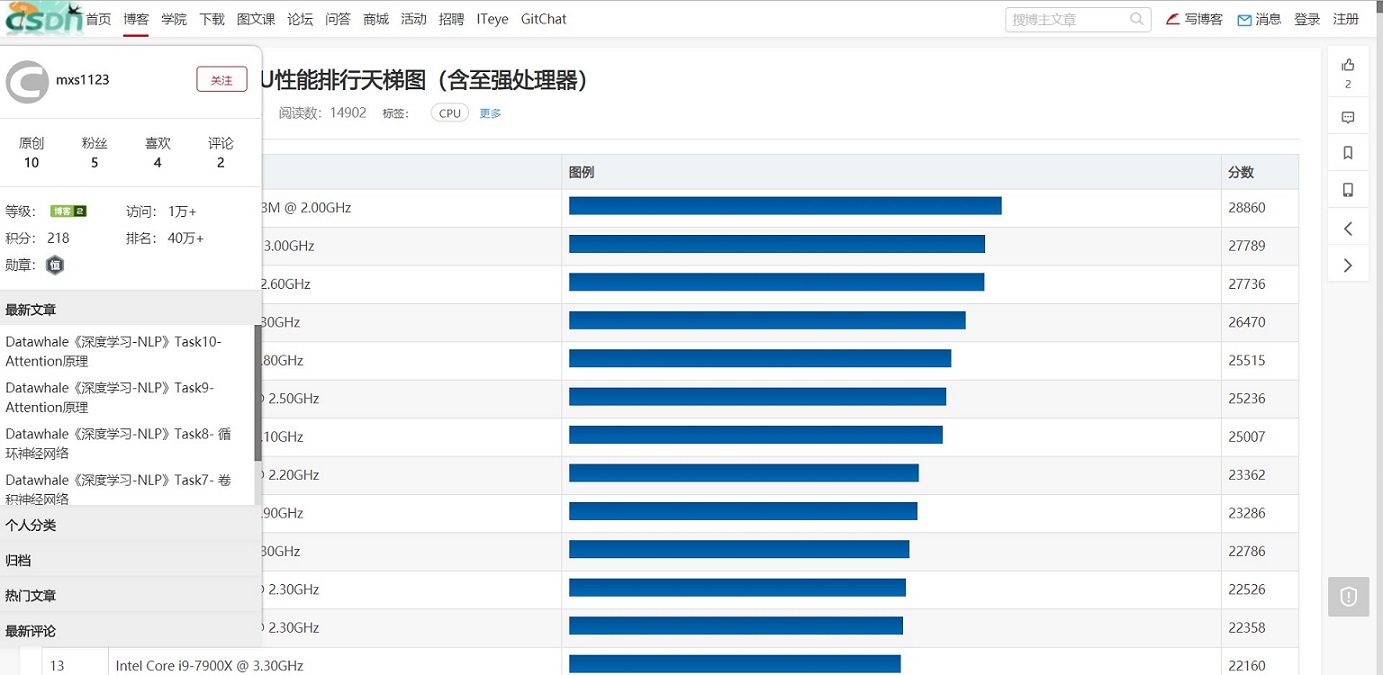 CSDN 首页 博客 学院 下载 图文课 论坛 问答 商城 活动 招聘 ITeye GitChat 搜博主文章 写博客 消息 登录 注册
mxs1123 关注
U性能排行天梯图（含至强处理器）
阅读数：14902 标签： CPU 更多
2
原创 粉丝 喜欢 评论
10 5 4 2
图例 分数
等级： 博客 2 访问： 1万+
积分： 218 排名： 40万+
勋章： 恒
最新文章
Datawhale《深度学习-NLP》Task10-
Attention原理
Datawhale《深度学习-NLP》Task9-
Attention原理
Datawhale《深度学习-NLP》Task8- 循
环神经网络
Datawhale《深度学习-NLP》Task7- 卷
积神经网络
个人分类
归档
热门文章
最新评论
3M @ 2.00GHz 28860
3.00GHz 27789
2.60GHz 27736
30GHz 26470
.80GHz 25515
2.50GHz 25236
.10GHz 25007
2.20GHz 23362
.90GHz 23286
30GHz 22786
2.30GHz 22526
2.30GHz 22358
13 Intel Core i9-7900X @ 3.30GHz 22160